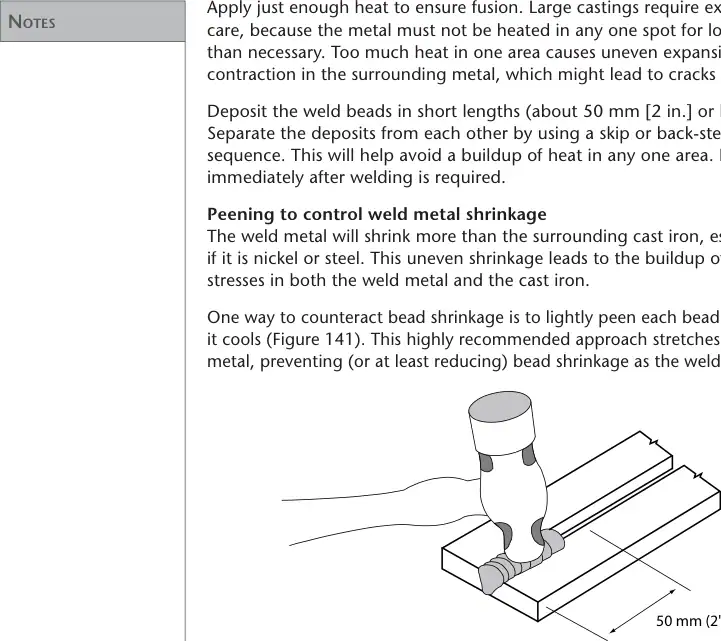 NOTES
Apply just enough heat to ensure fusion. Large castings require ex
care, because the metal must not be heated in any one spot for lo
than necessary. Too much heat in one area causes uneven expansi
contraction in the surrounding metal, which might lead to cracks
Deposit the weld beads in short lengths (about 50 mm [2 in.] or
Separate the deposits from each other by using a skip or back-ste
sequence. This will help avoid a buildup of heat in any one area.
immediately after welding is required.
Peening to control weld metal shrinkage
The weld metal will shrink more than the surrounding cast iron, es
if it is nickel or steel. This uneven shrinkage leads to the buildup o
stresses in both the weld metal and the cast iron.
One way to counteract bead shrinkage is to lightly peen each bead
it cools (Figure 141). This highly recommended approach stretches
metal, preventing (or at least reducing) bead shrinkage as the weld
50 mm (2"